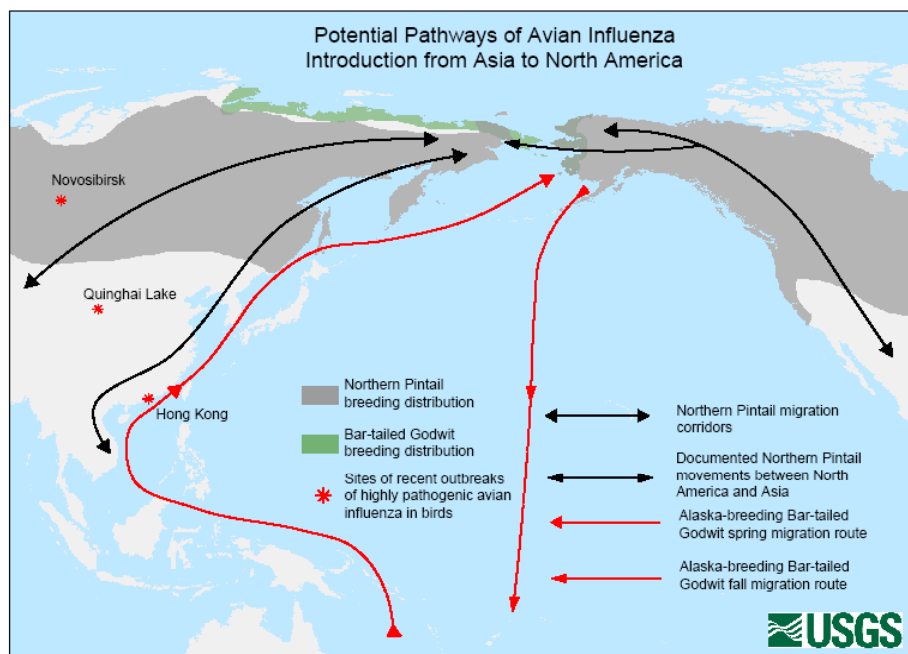 Potential Pathways of Avian Influenza
Introduction from Asia to North America
Novosibirsk
Quinghai Lake
Hong Kong
Northern Pintail
breeding distribution
Bar-tailed Godwit
breeding distribution
Sites of recent outbreaks
of highly pathogenic avian
influenza in birds
Northern Pintail migration
corridors
Documented Northern Pintail
movements between North
America and Asia
Alaska-breeding Bar-tailed
Godwit spring migration route
Alaska-breeding Bar-tailed
Godwit fall migration route
USGS